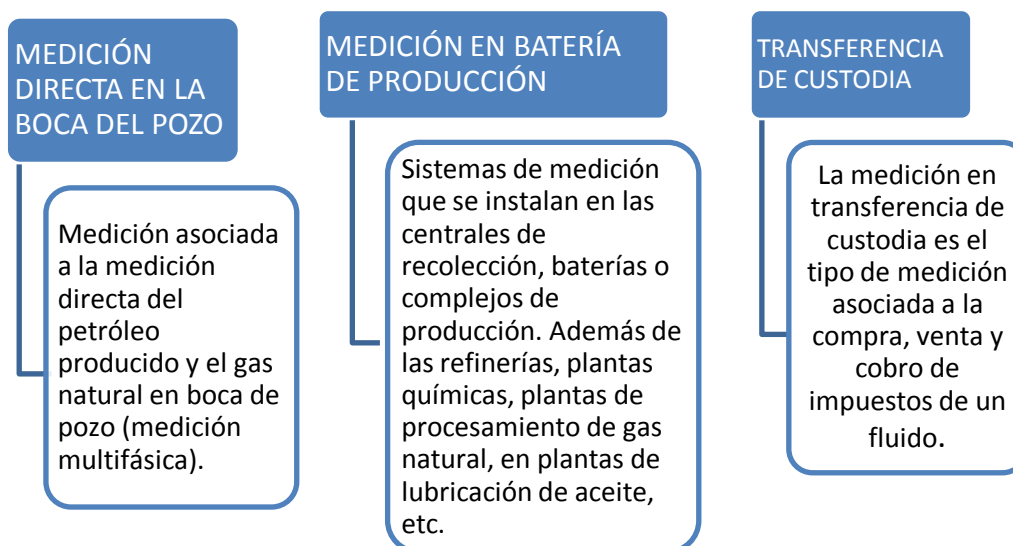 MEDICIÓN
DIRECTA EN LA
BOCA DEL POZO
Medición asociada
a la medición
directa del
petróleo
producido y el gas
natural en boca de
pozo (medición
multifásica).
MEDICIÓN EN BATERÍA
DE PRODUCCIÓN
Sistemas de medición
que se instalan en las
centrales de
recolección, baterías o
complejos de
producción. Además de
las refinerías, plantas
químicas, plantas de
procesamiento de gas
natural, en plantas de
lubricación de aceite,
etc.
TRANSFERENCIA
DE CUSTODIA
La medición en
transferencia de
custodia es el
tipo de medición
asociada a la
compra, venta y
cobro de
impuestos de un
fluido.